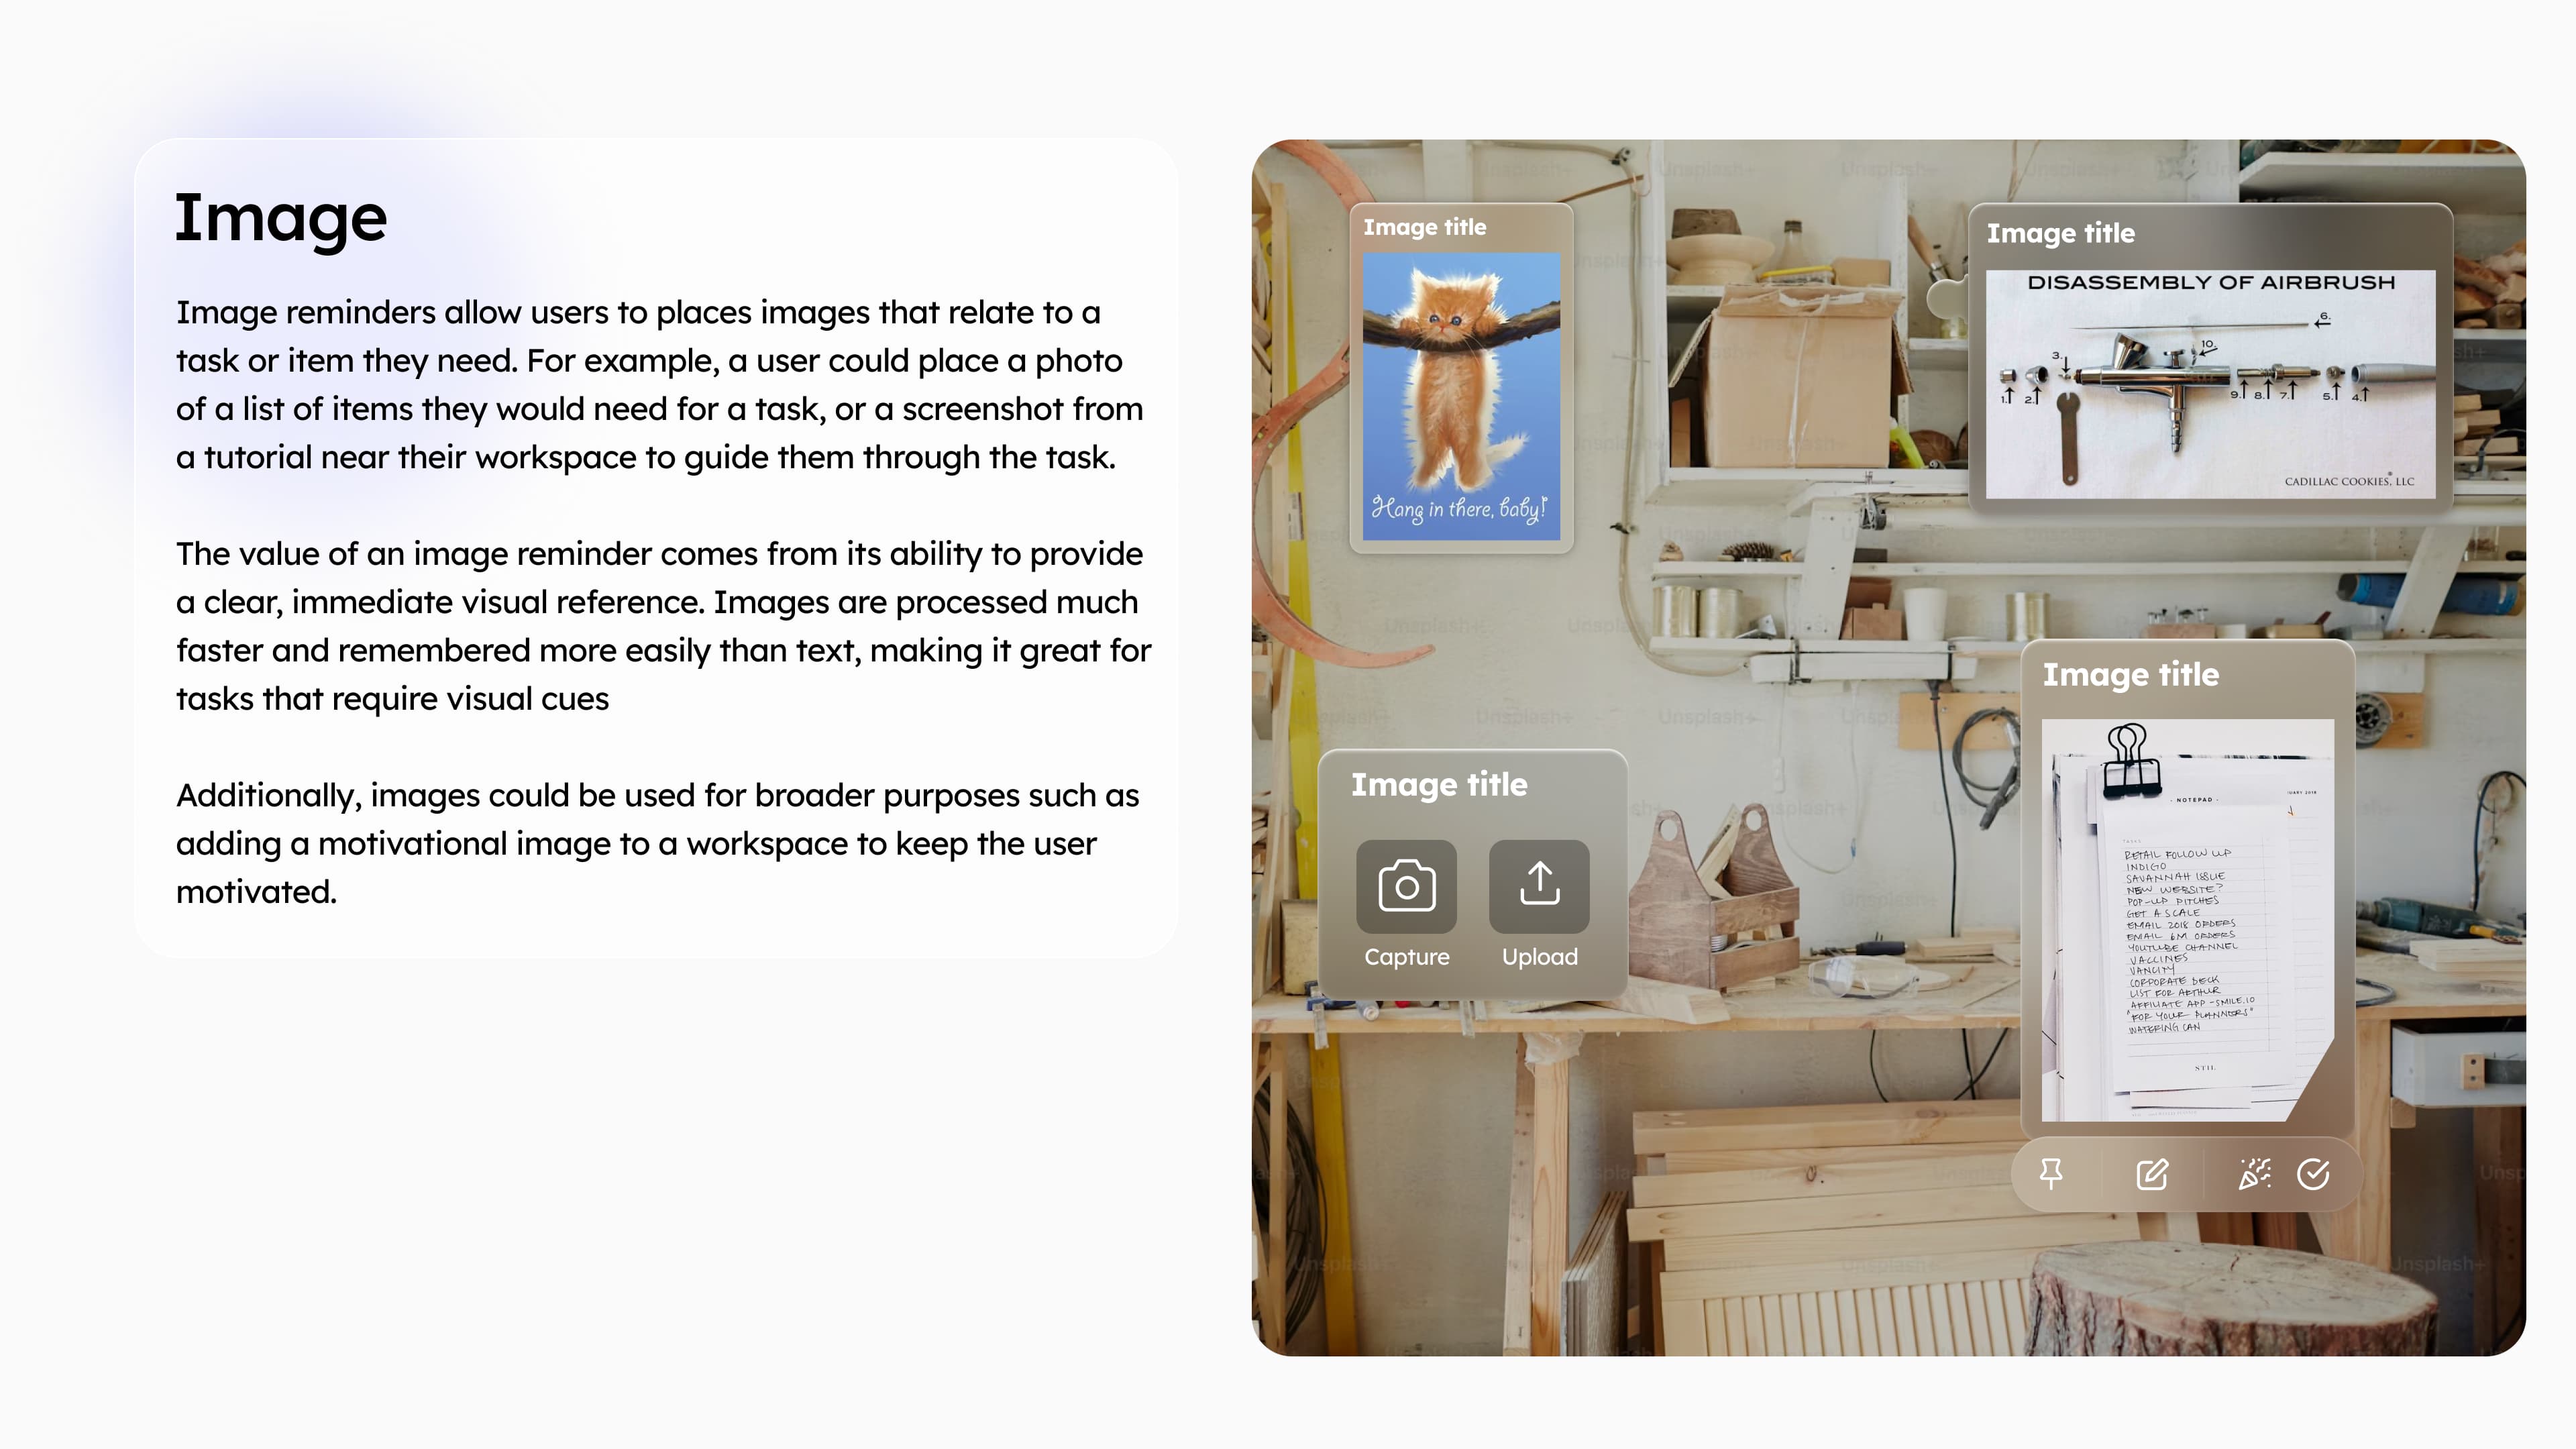 Image
Image reminders allow users to places images that relate to a
task or item they need. For example, a user could place a photo
of a list of items they would need for a task, or a screenshot from
a tutorial near their workspace to guide them through the task.
The value of an image reminder comes from its ability to provide
a clear, immediate visual reference. Images are processed much
faster and remembered more easily than text, making it great for
tasks that require visual cues
Additionally, images could be used for broader purposes such as
adding a motivational image to a workspace to keep the user
motivated.
Image title
Hang in there, baby!
Image title
DISASSEMBLY OF AIRBRUSH
6.
10.
3.
1.
2.
9.
8.
7.
5.
4.
CADILLAC COOKIES, LLC
Image title
Capture
Upload
Image title
- NOTEPAD -
RETAIL FOLLOW UP
INDIGO
SAVANNAH ISSUE
NEW WEBSITE?
POP-UP PITCHES
GET A SCALE
EMAIL 2018 ORDERS
EMAIL 6M ORDERS
YOUTUBE CHANNEL
VACCINES
VANCITY
CORPORATE DECK
LIST FOR ARTHUR
AFFILIATE APP - SMILE.IO
"FOR YOUR PLANNERS"
WATERING CAN
STIL
Unsplash+